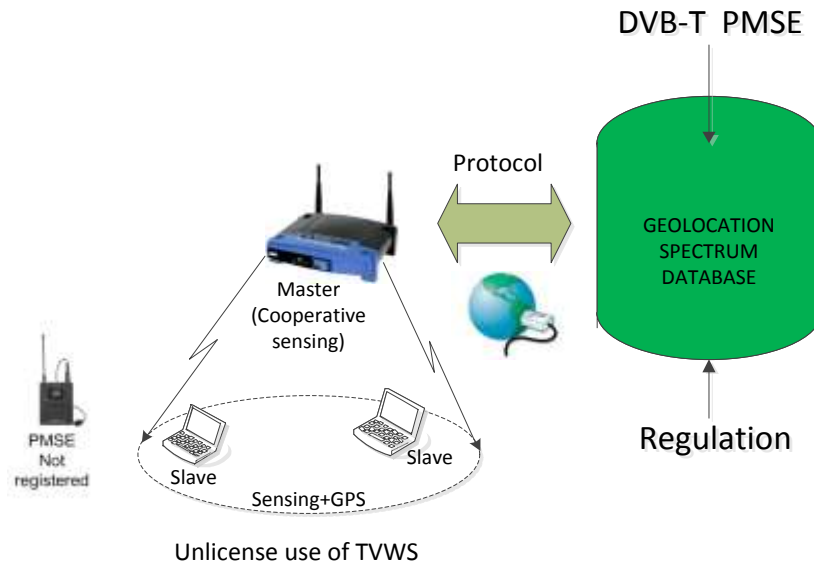 DVB-T PMSE
Protocol
GEOLOCATION
SPECTRUM
DATABASE
Master
(Cooperative
sensing)
PMSE
Not
registered
Slave
Slave
Sensing+GPS
Regulation
Unlicense use of TVWS